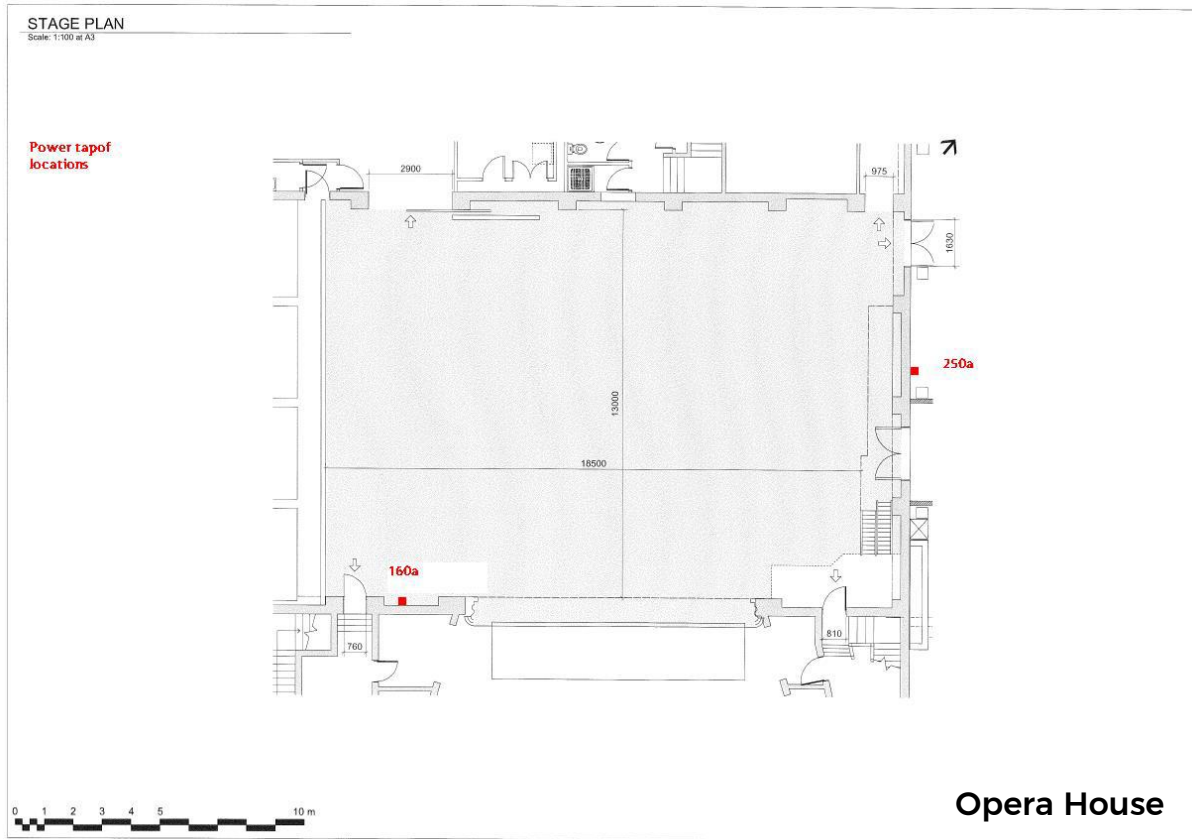 STAGE PLAN
Scale: 1:100 at A3
Power tapof
locations
2900
975
1630
250a
13000
18500
160a
760
810
0 1 2 3 4 5 10 m
Opera House